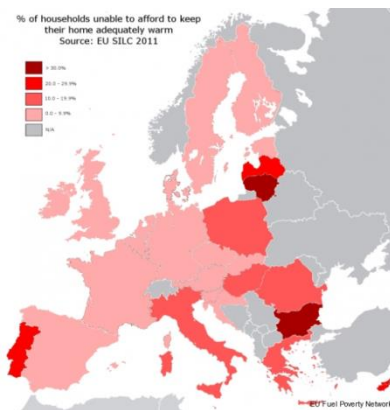 % of households unable to afford to keep
their home adequately warm
Source: EU SILC 2011
> 30.0%
20.0 - 29.9%
10.0 - 19.9%
0.0 - 9.9%
N/A
EU Fuel Poverty Network